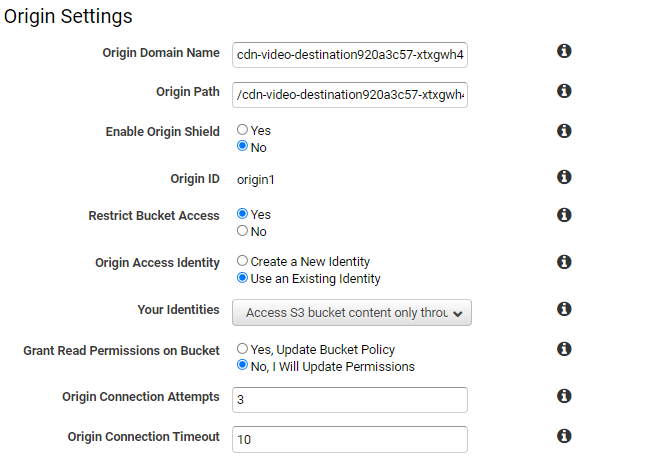 Origin Settings
Origin Domain Name cdn-video-destination920a3c57-xtxgwh4
Origin Path /cdn-video-destination920a3c57-xtxgwh4
Enable Origin Shield Yes
No
Origin ID origin1
Restrict Bucket Access Yes
No
Origin Access Identity Create a New Identity
Use an Existing Identity
Your Identities Access S3 bucket content only throu
Grant Read Permissions on Bucket Yes, Update Bucket Policy
No, I Will Update Permissions
Origin Connection Attempts 3
Origin Connection Timeout 10